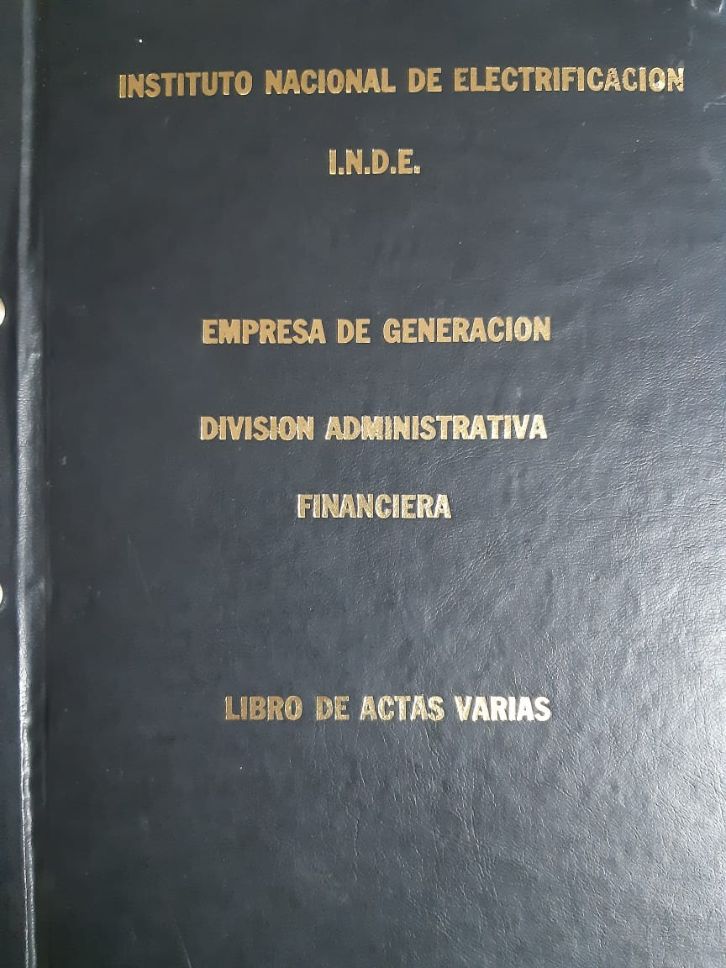 INSTITUTO NACIONAL DE ELECTRIFICACION
I.N.D.E.
EMPRESA DE GENERACION
DIVISION ADMINISTRATIVA
FINANCIERA
LIBRO DE ACTAS VARIAS